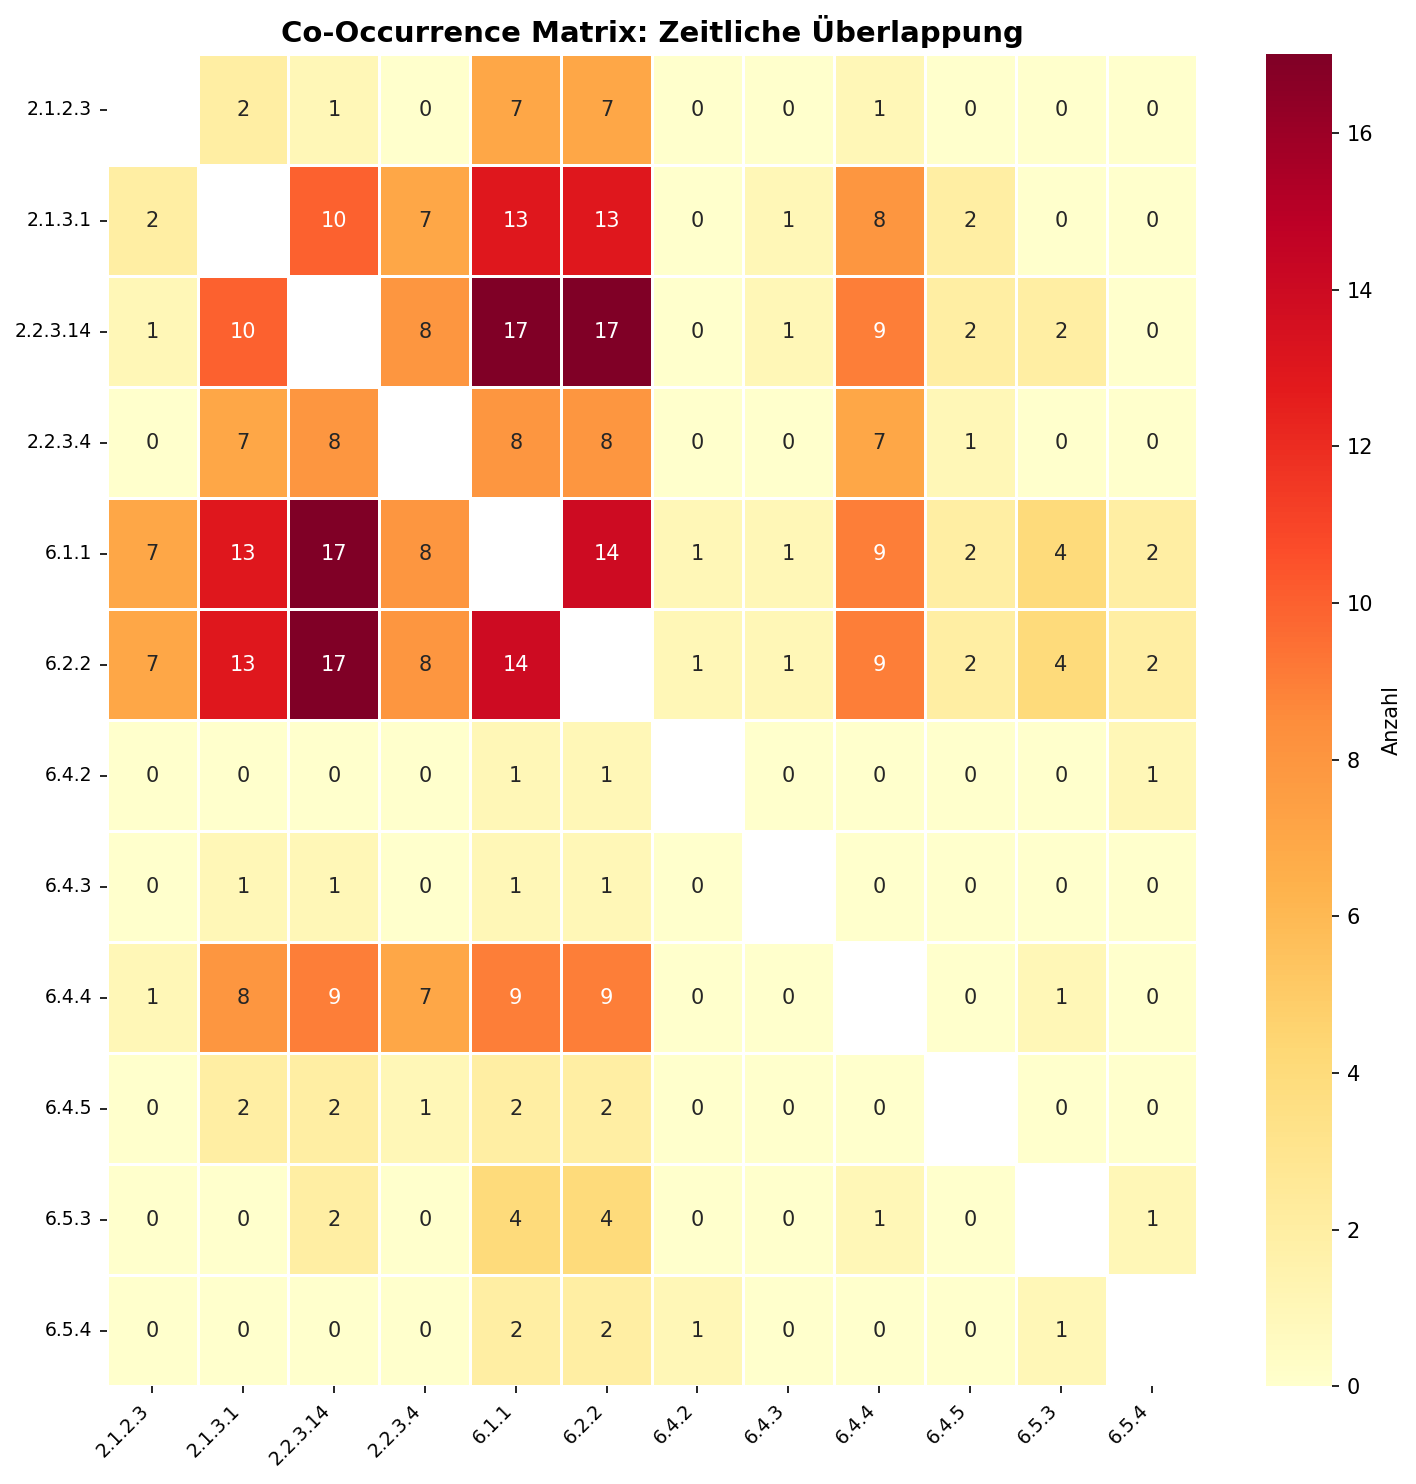 Co-Occurrence Matrix: Zeitliche Überlappung
2.1.2.3 2 1 0 7 7 0 0 1 0 0 0
2.1.3.1 2 10 7 13 13 0 1 8 2 0 0
2.2.3.14 1 10 8 17 17 0 1 9 2 2 0
2.2.3.4 0 7 8 8 8 0 0 7 1 0 0
6.1.1 7 13 17 8 14 1 1 9 2 4 2
6.2.2 7 13 17 8 14 1 1 9 2 4 2
6.4.2 0 0 0 0 1 1 0 0 0 0 1
6.4.3 0 1 1 0 1 1 0 0 0 0 0
6.4.4 1 8 9 7 9 9 0 0 0 1 0
6.4.5 0 2 2 1 2 2 0 0 0 0 0
6.5.3 0 0 2 0 4 4 0 0 1 0 1
6.5.4 0 0 0 0 2 2 1 0 0 0 1
2.1.2.3 2.1.3.1 2.2.3.14 2.2.3.4 6.1.1 6.2.2 6.4.2 6.4.3 6.4.4 6.4.5 6.5.3 6.5.4
16
14
12
10
8
6
4
2
0
Anzahl